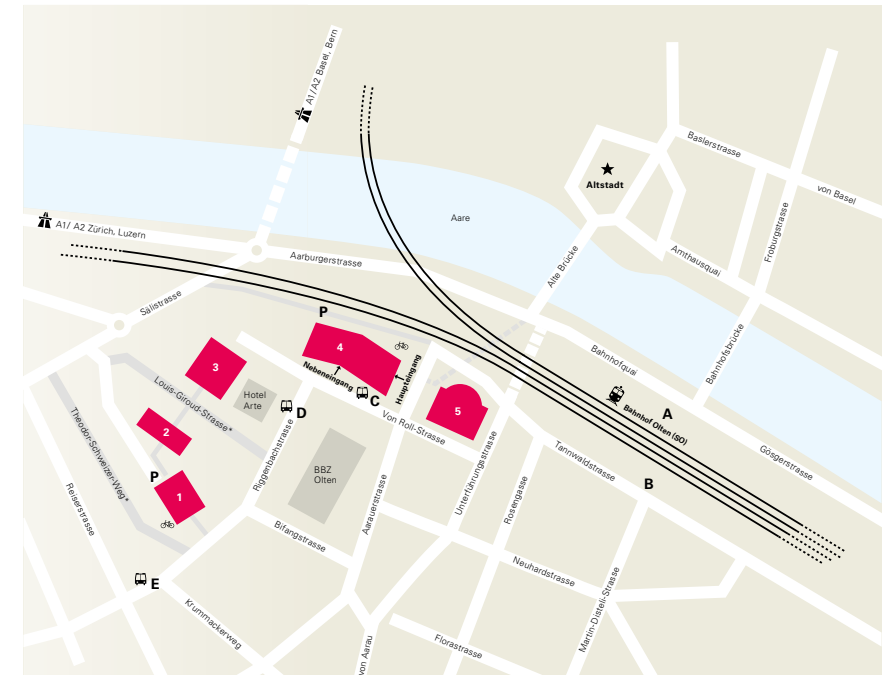 A1/A2 Basel, Bern
Baslerstrasse
von Basel
Altstadt
Froburgstrasse
Aare
A1/ A2 Zürich, Luzern
Aarburgerstrasse
Alte Brücke
Amthausquai
Sälistrasse
P
4
Nebeneingang
Haupteingang
Bahnhofquai
Bahnhofsbrücke
3
Louis-Giroud-Strasse*
Hotel
Arte
D
C
5
A
Bahnhof Olten (SO)
Von Roll-Strasse
2
Theodor-Schweizer-Weg*
Riggenbachstrasse
BBZ
Olten
Unterführungsstrasse
Tannwaldstrasse
Gösgerstrasse
B
P
1
Reiserstrasse
Aarauerstrasse
Rosengasse
Bifangstrasse
Neuhardstrasse
E
Krummackerweg
von Aarau
Florastrasse
Martin-Disteli-Strasse